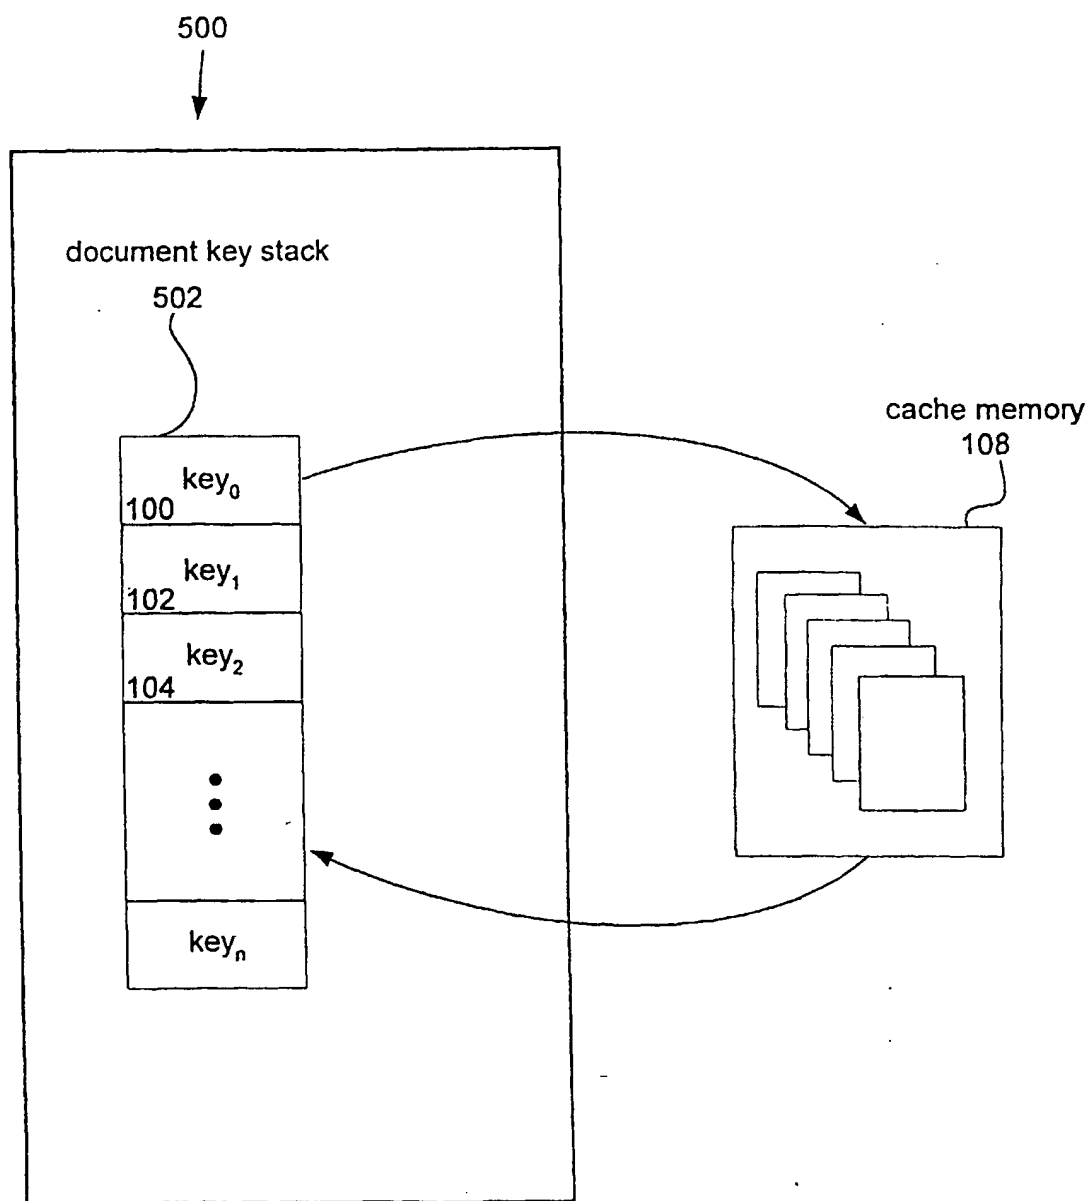 500
document key stack
502
cache memory
108
key₀
100
key₁
102
key₂
104
keyₙ